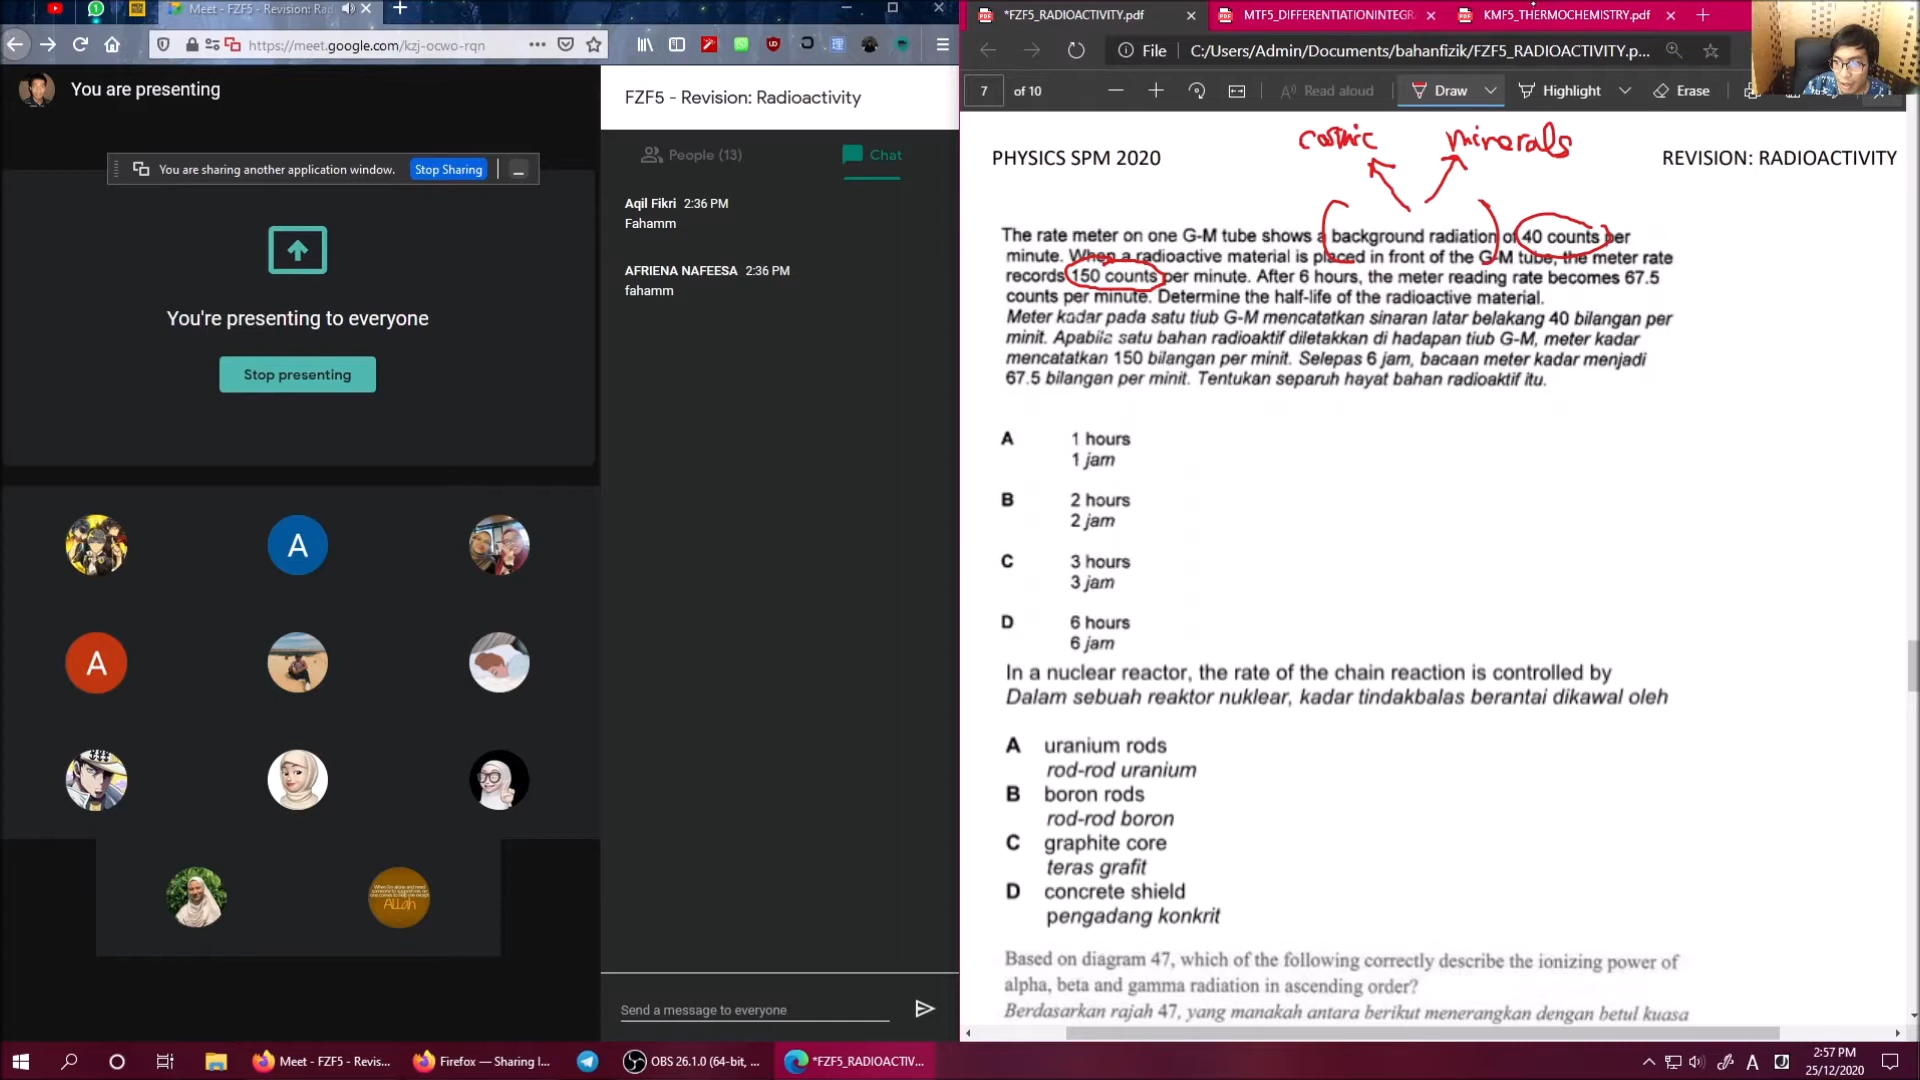 Meet - FZF5 - Revision: Rad
https://meet.google.com/kzj-ocwo-rqn
You are presenting
You are sharing another application window.
Stop Sharing
You're presenting to everyone
Stop presenting
A
A
ALLah
FZF5 - Revision: Radioactivity
People (13)
Chat
Aqil Fikri 2:36 PM
Fahamm
AFRIENA NAFEESA 2:36 PM
fahamm
Send a message to everyone
*FZF5_RADIOACTIVITY.pdf
MTF5_DIFFERENTIATIONINTEGR
KMF5_THERMOCHEMISTRY.pdf
File
C:/Users/Admin/Documents/bahanfizik/FZF5_RADIOACTIVITY.p...
7 of 10
Read aloud
Draw
Highlight
Erase
cosmic
minerals
PHYSICS SPM 2020
REVISION: RADIOACTIVITY
The rate meter on one G-M tube shows a background radiation of 40 counts per
minute. When a radioactive material is placed in front of the G-M tube, the meter rate
records 150 counts per minute. After 6 hours, the meter reading rate becomes 67.5
counts per minute. Determine the half-life of the radioactive material.
Meter kadar pada satu tiub G-M mencatatkan sinaran latar belakang 40 bilangan per
minit. Apabila satu bahan radioaktif diletakkan di hadapan tiub G-M, meter kadar
mencatatkan 150 bilangan per minit. Selepas 6 jam, bacaan meter kadar menjadi
67.5 bilangan per minit. Tentukan separuh hayat bahan radioaktif itu.
A 1 hours
1 jam
B 2 hours
2 jam
C 3 hours
3 jam
D 6 hours
6 jam
In a nuclear reactor, the rate of the chain reaction is controlled by
Dalam sebuah reaktor nuklear, kadar tindakbalas berantai dikawal oleh
A uranium rods
rod-rod uranium
B boron rods
rod-rod boron
C graphite core
teras grafit
D concrete shield
pengadang konkrit
Based on diagram 47, which of the following correctly describe the ionizing power of
alpha, beta and gamma radiation in ascending order?
Berdasarkan rajah 47, yang manakah antara berikut menerangkan dengan betul kuasa
Meet - FZF5 - Revis...
Firefox — Sharing I...
OBS 26.1.0 (64-bit, ...
*FZF5_RADIOACTIV...
2:57 PM
25/12/2020